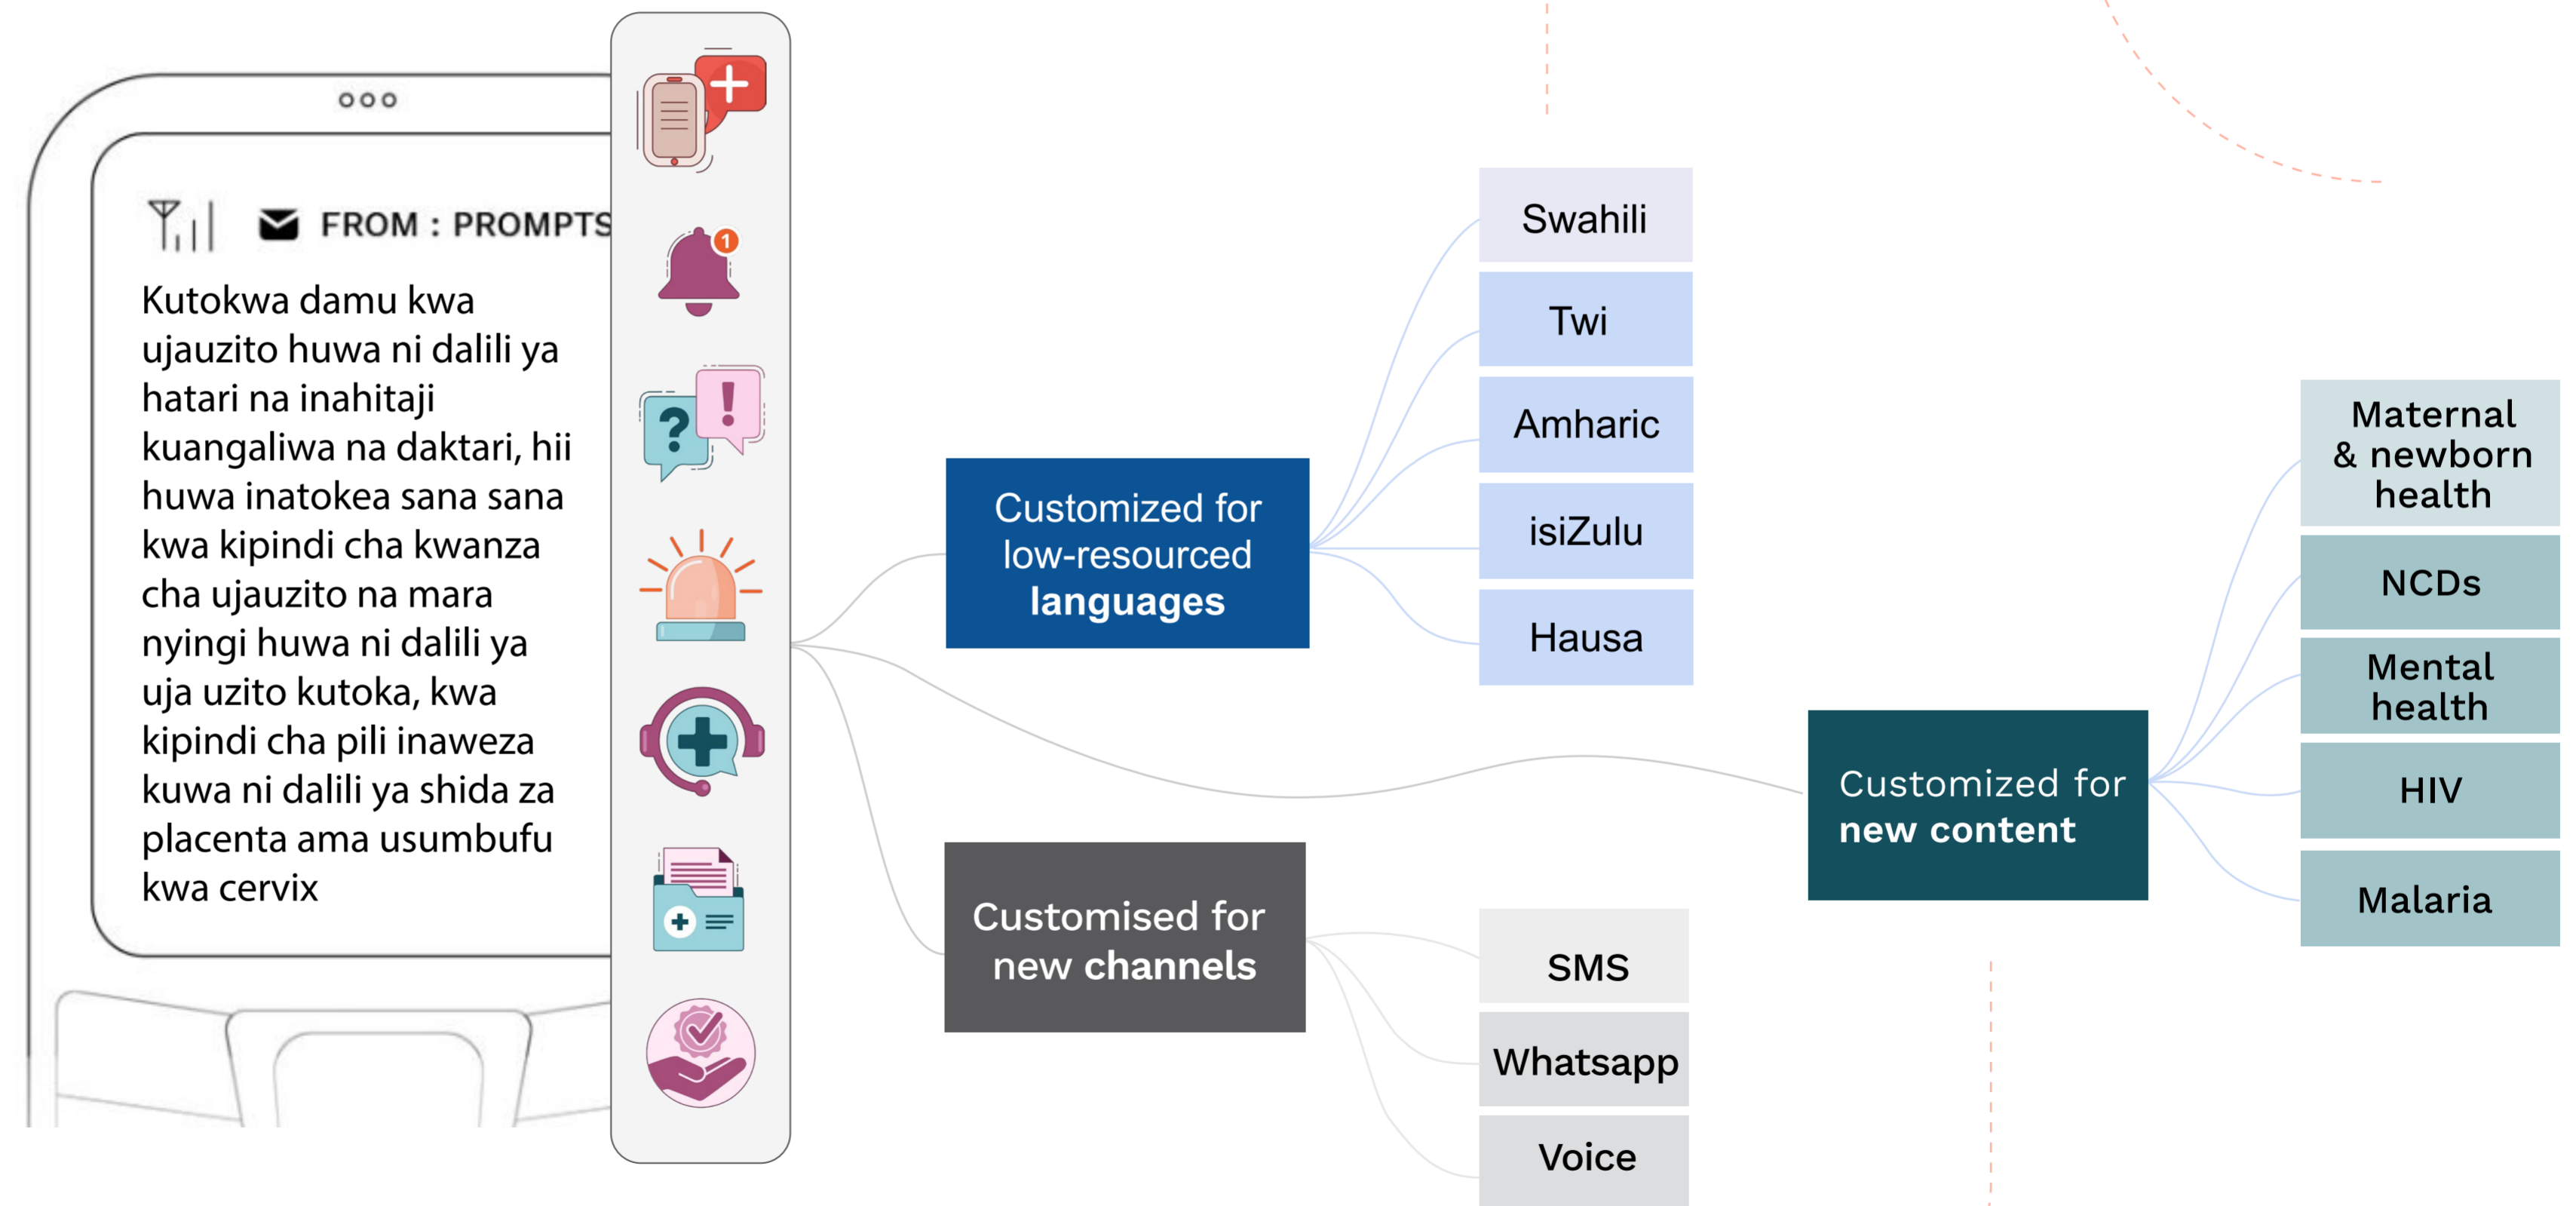 FROM : PROMPTS
Kutokwa damu kwa
ujauzito huwa ni dalili ya
hatari na inahitaji
kuangaliwa na daktari, hii
huwa inatokea sana sana
kwa kipindi cha kwanza
cha ujauzito na mara
nyingi huwa ni dalili ya
uja uzito kutoka, kwa
kipindi cha pili inaweza
kuwa ni dalili ya shida za
placenta ama usumbufu
kwa cervix
1
?
!
Customized for
low-resourced
languages
Swahili
Twi
Amharic
isiZulu
Hausa
Customised for
new channels
SMS
Whatsapp
Voice
Customized for
new content
Maternal
& newborn
health
NCDs
Mental
health
HIV
Malaria